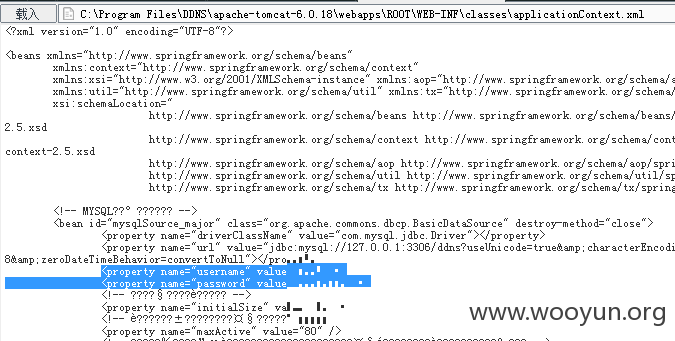 载入 C:\Program Files\DDNS\apache-tomcat-6.0.18\webapps\ROOT\WEB-INF\classes\applicationContext.xml
<?xml version="1.0" encoding="UTF-8"?>
<beans xmlns="http://www.springframework.org/schema/beans"
xmlns:context="http://www.springframework.org/schema/context"
xmlns:xsi="http://www.w3.org/2001/XMLSchema-instance" xmlns:aop="http://www.springframework.org/schema/a
xmlns:util="http://www.springframework.org/schema/util" xmlns:tx="http://www.springframework.org/schema/
xsi:schemaLocation="
http://www.springframework.org/schema/beans http://www.springframework.org/s
2.5.xsd
http://www.springframework.org/schema/context http://www.springframework.org
context-2.5.xsd
http://www.springframework.org/schema/aop http://www.springframework.org/schema/aop/sprin
http://www.springframework.org/schema/util http://www.springframework.org/schema/util/s
http://www.springframework.org/schema/tx http://www.springframework.org/schema/tx/spring
<!-- MYSQL??° ?????? -->
<bean id="mysqlSource_major" class="org.apache.commons.dbcp.BasicDataSource" destroy-method="close">
<property name="driverClassName" value="com.mysql.jdbc.Driver"></property>
<property name="url" value="jdbc:mysql://127.0.0.1:3306/ddns?useUnicode=true&amp;characterEncodi
8&amp;zeroDateTimeBehavior=convertToNull"></pro
<property name="username" value
<property name="password" value
<!-- ????§????è????? -->
<property name="initialSize" va
<property name="maxActive" value="80" />
www.wooyun.org